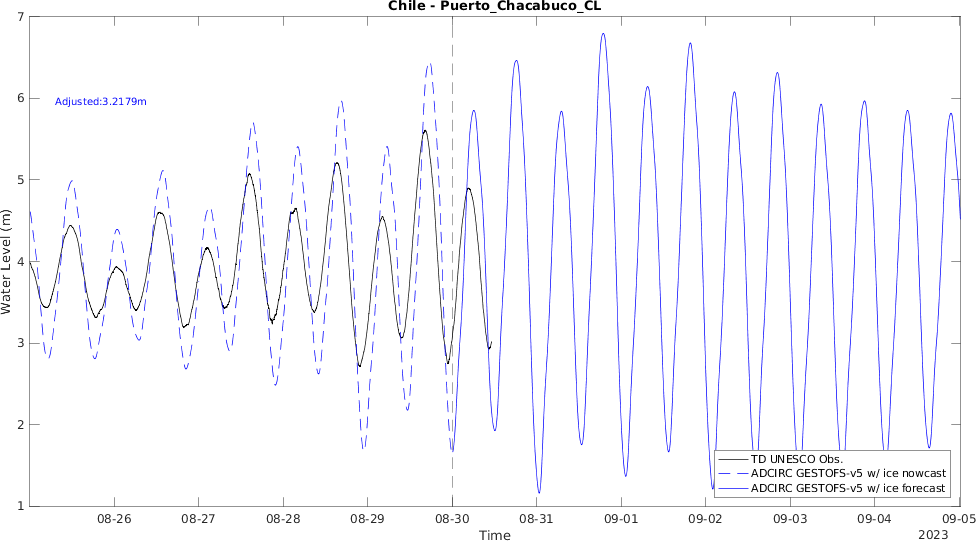 Chile - Puerto_Chacabuco_CL
7
6
5
4
3
2
1
Water Level (m)
Adjusted:3.2179m
TD UNESCO Obs.
ADCIRC GESTOFS-v5 w/ ice nowcast
ADCIRC GESTOFS-v5 w/ ice forecast
08-26 08-27 08-28 08-29 08-30 08-31 09-01 09-02 09-03 09-04 09-05
Time
2023